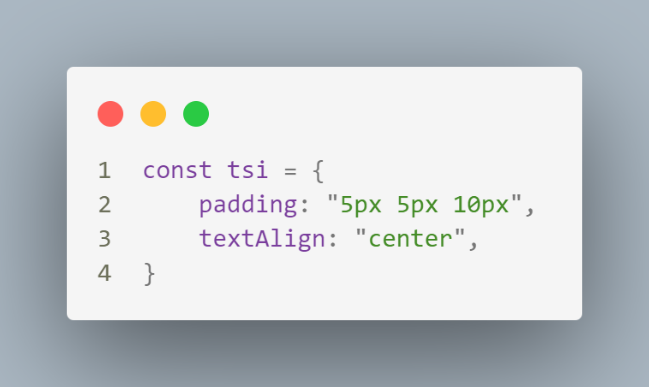 1 const tsi = {
2     padding: "5px 5px 10px",
3     textAlign: "center",
4 }